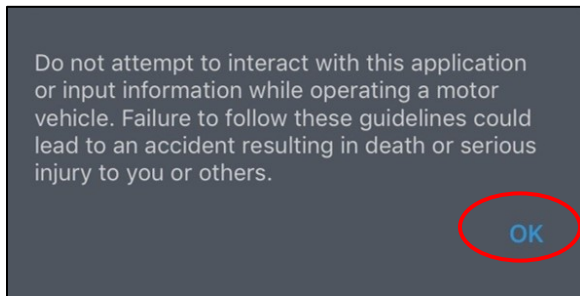 Do not attempt to interact with this application
or input information while operating a motor
vehicle. Failure to follow these guidelines could
lead to an accident resulting in death or serious
injury to you or others.
OK